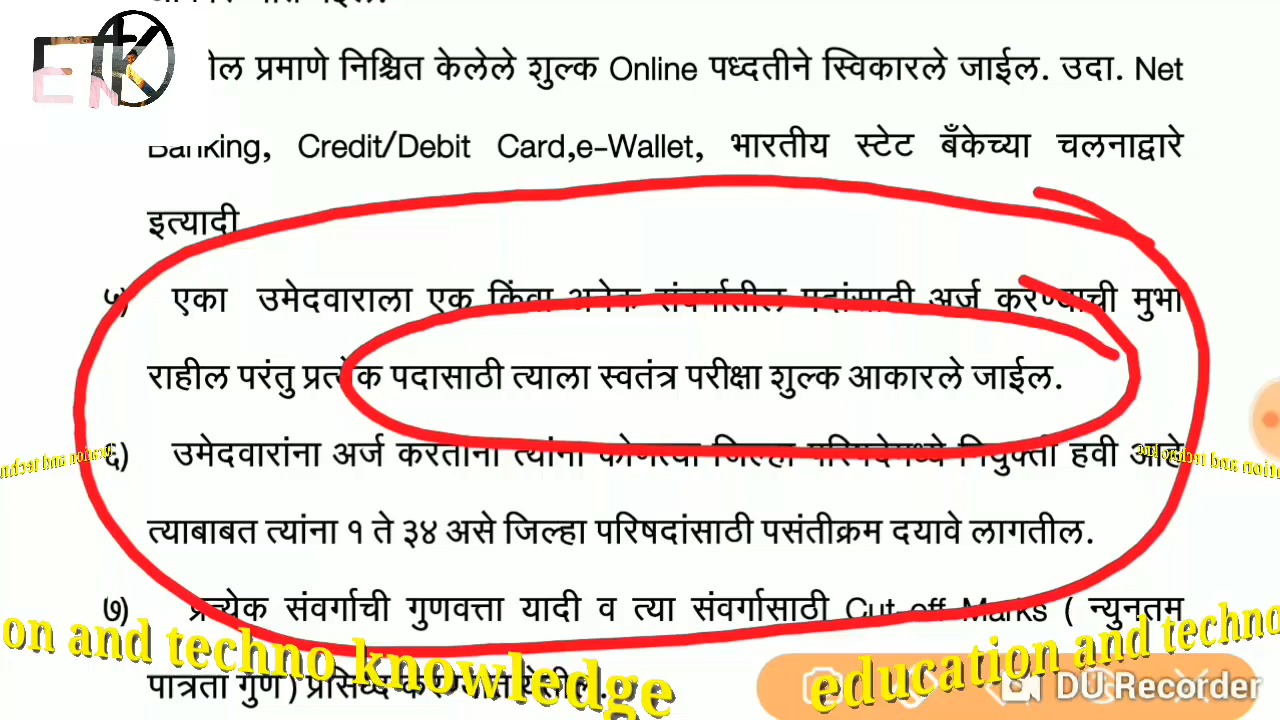 प्रमाणे निश्चित केलेले शुल्क Online पध्दतीने स्विकारले जाईल. उदा. Net
Banking, Credit/Debit Card,e-Wallet, भारतीय स्टेट बँकेच्या चलनाद्वारे
इत्यादी
५) एका उमेदवाराला एक किंवा अनेक संवर्गातील पदांसाठी अर्ज करण्याची मुभा
राहील परंतु प्रत्येक पदासाठी त्याला स्वतंत्र परीक्षा शुल्क आकारले जाईल.
६) उमेदवारांना अर्ज करताना त्यांना कोणत्या जिल्हा परिषदेमध्ये नियुक्ती हवी आहे
त्याबाबत त्यांना १ ते ३४ असे जिल्हा परिषदांसाठी पसंतीक्रम दयावे लागतील.
७) प्रत्येक संवर्गाची गुणवत्ता यादी व त्या संवर्गासाठी Cut-off Marks ( न्युनतम
पात्रता गुण ) प्रसिध्द
on and techno knowledge
education and techno
DU Recorder